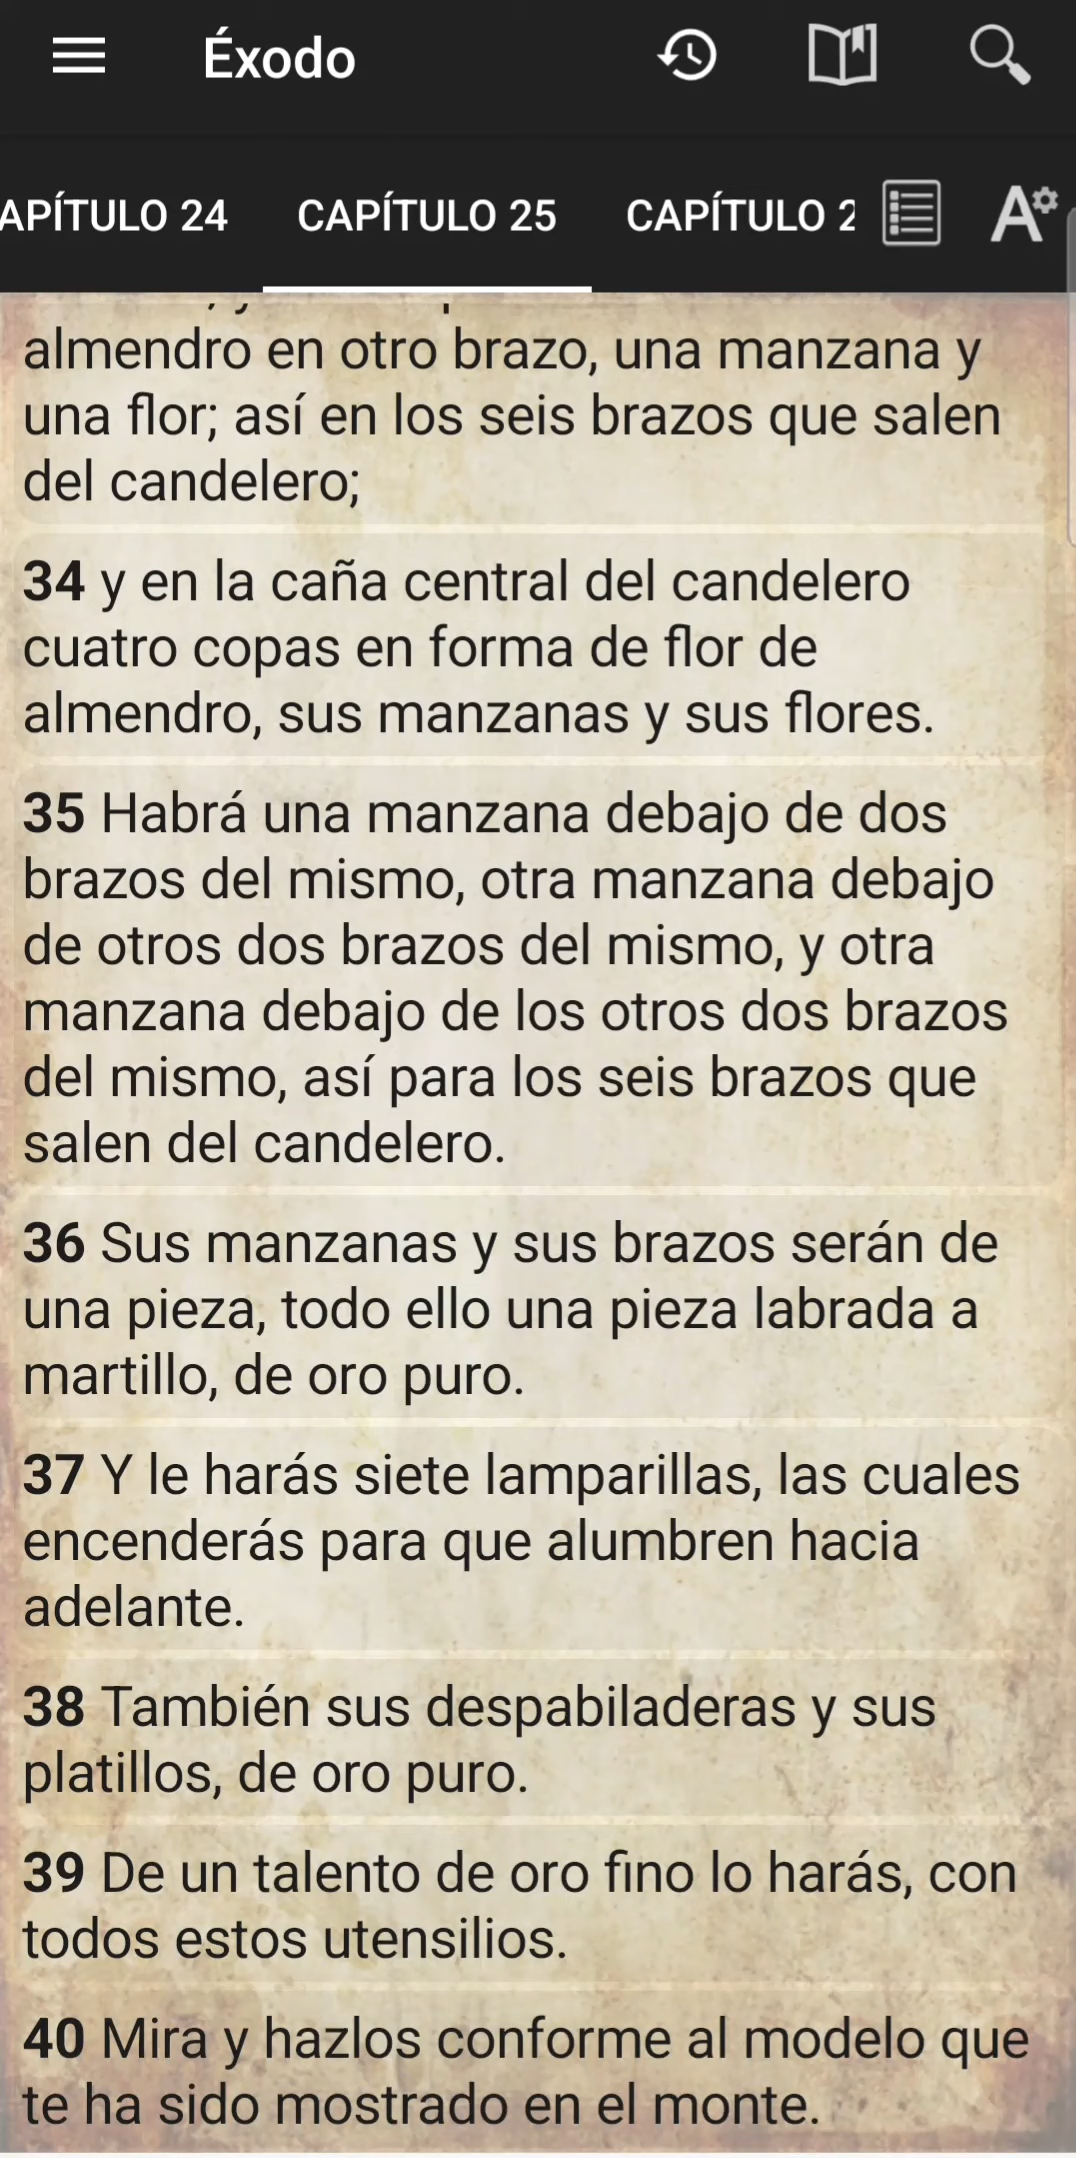 Éxodo
APÍTULO 24 CAPÍTULO 25 CAPÍTULO 2
almendro en otro brazo, una manzana y
una flor; así en los seis brazos que salen
del candelero;
34 y en la caña central del candelero
cuatro copas en forma de flor de
almendro, sus manzanas y sus flores.
35 Habrá una manzana debajo de dos
brazos del mismo, otra manzana debajo
de otros dos brazos del mismo, y otra
manzana debajo de los otros dos brazos
del mismo, así para los seis brazos que
salen del candelero.
36 Sus manzanas y sus brazos serán de
una pieza, todo ello una pieza labrada a
martillo, de oro puro.
37 Y le harás siete lamparillas, las cuales
encenderás para que alumbren hacia
adelante.
38 También sus despabiladeras y sus
platillos, de oro puro.
39 De un talento de oro fino lo harás, con
todos estos utensilios.
40 Mira y hazlos conforme al modelo que
te ha sido mostrado en el monte.